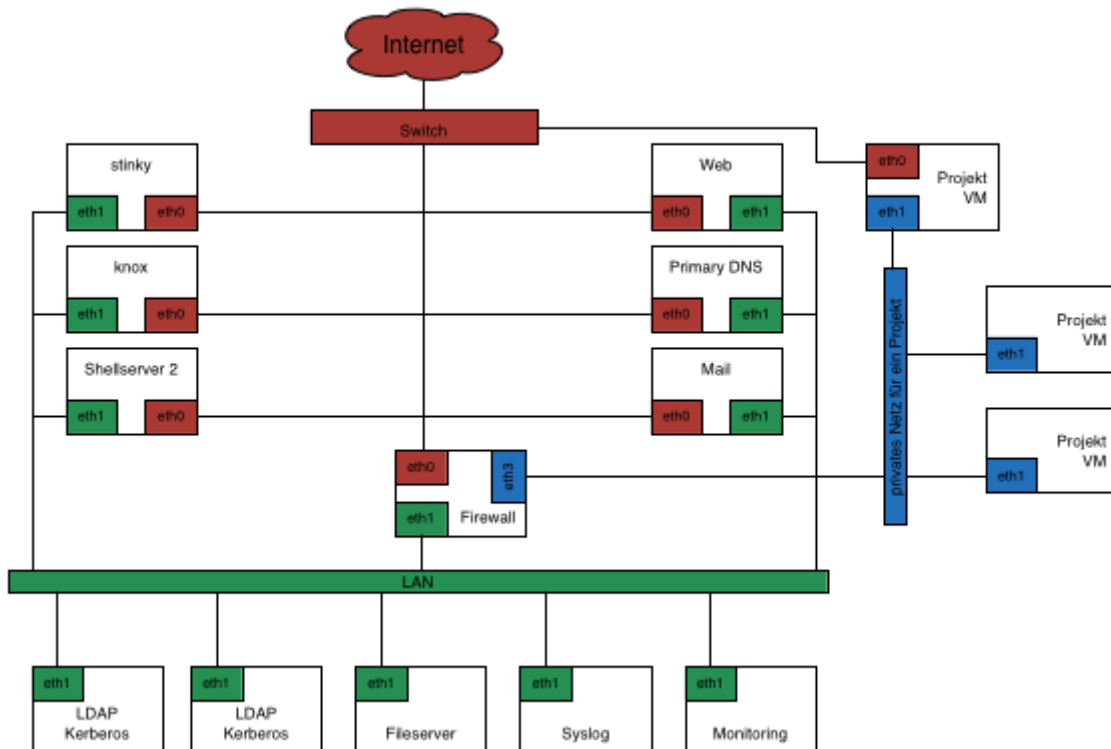 Internet
Switch
stinky
eth1 eth0
Web
eth0 eth1
eth0
Projekt
VM
eth1
knox
eth1 eth0
Primary DNS
eth0 eth1
privates Netz für ein Projekt
Projekt
VM
eth1
Shellserver 2
eth1 eth0
Mail
eth0 eth1
Projekt
VM
eth1
eth0
eth3
eth1
Firewall
LAN
eth1
LDAP
Kerberos
eth1
LDAP
Kerberos
eth1
Fileserver
eth1
Syslog
eth1
Monitoring